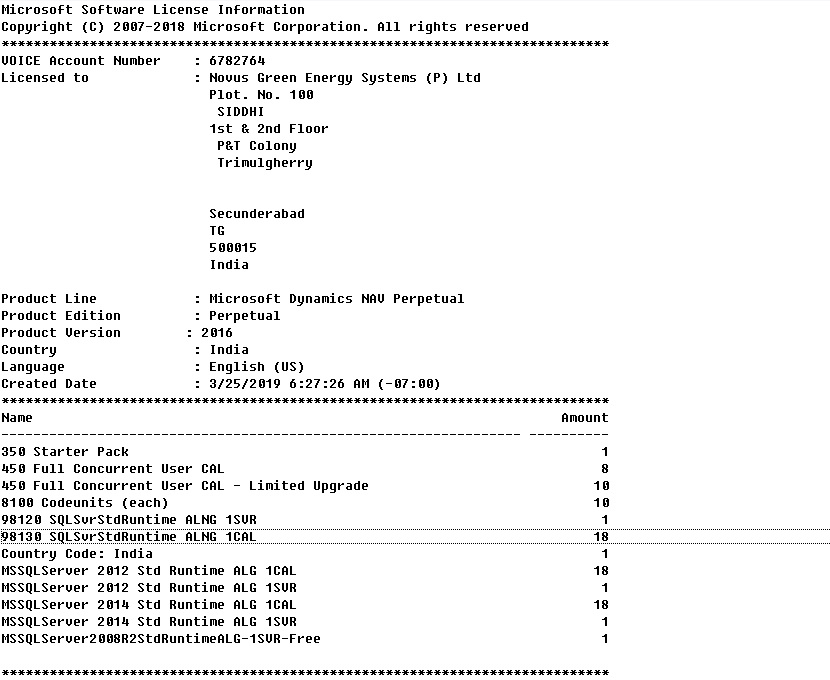 Microsoft Software License Information
Copyright (C) 2007-2018 Microsoft Corporation. All rights reserved
****************************************************************************
VOICE Account Number    : 6782764
Licensed to             : Novus Green Energy Systems (P) Ltd
Plot. No. 100
SIDDHI
1st & 2nd Floor
P&T Colony
Trimulgherry
Secunderabad
TG
500015
India
Product Line            : Microsoft Dynamics NAV Perpetual
Product Edition         : Perpetual
Product Version        : 2016
Country                 : India
Language                : English (US)
Created Date            : 3/25/2019 6:27:26 AM (-07:00)
****************************************************************************
Name                                                                  Amount
----------------------------------------------------------------- ----------
350 Starter Pack                                                           1
450 Full Concurrent User CAL                                               8
450 Full Concurrent User CAL - Limited Upgrade                            10
8100 Codeunits (each)                                                     10
98120 SQLSvrStdRuntime ALNG 1SVR                                           1
98130 SQLSvrStdRuntime ALNG 1CAL                                          18
Country Code: India                                                        1
MSSQLServer 2012 Std Runtime ALG 1CAL                                     18
MSSQLServer 2012 Std Runtime ALG 1SVR                                      1
MSSQLServer 2014 Std Runtime ALG 1CAL                                     18
MSSQLServer 2014 Std Runtime ALG 1SVR                                      1
MSSQLServer2008R2StdRuntimeALG-1SVR-Free                                   1
****************************************************************************